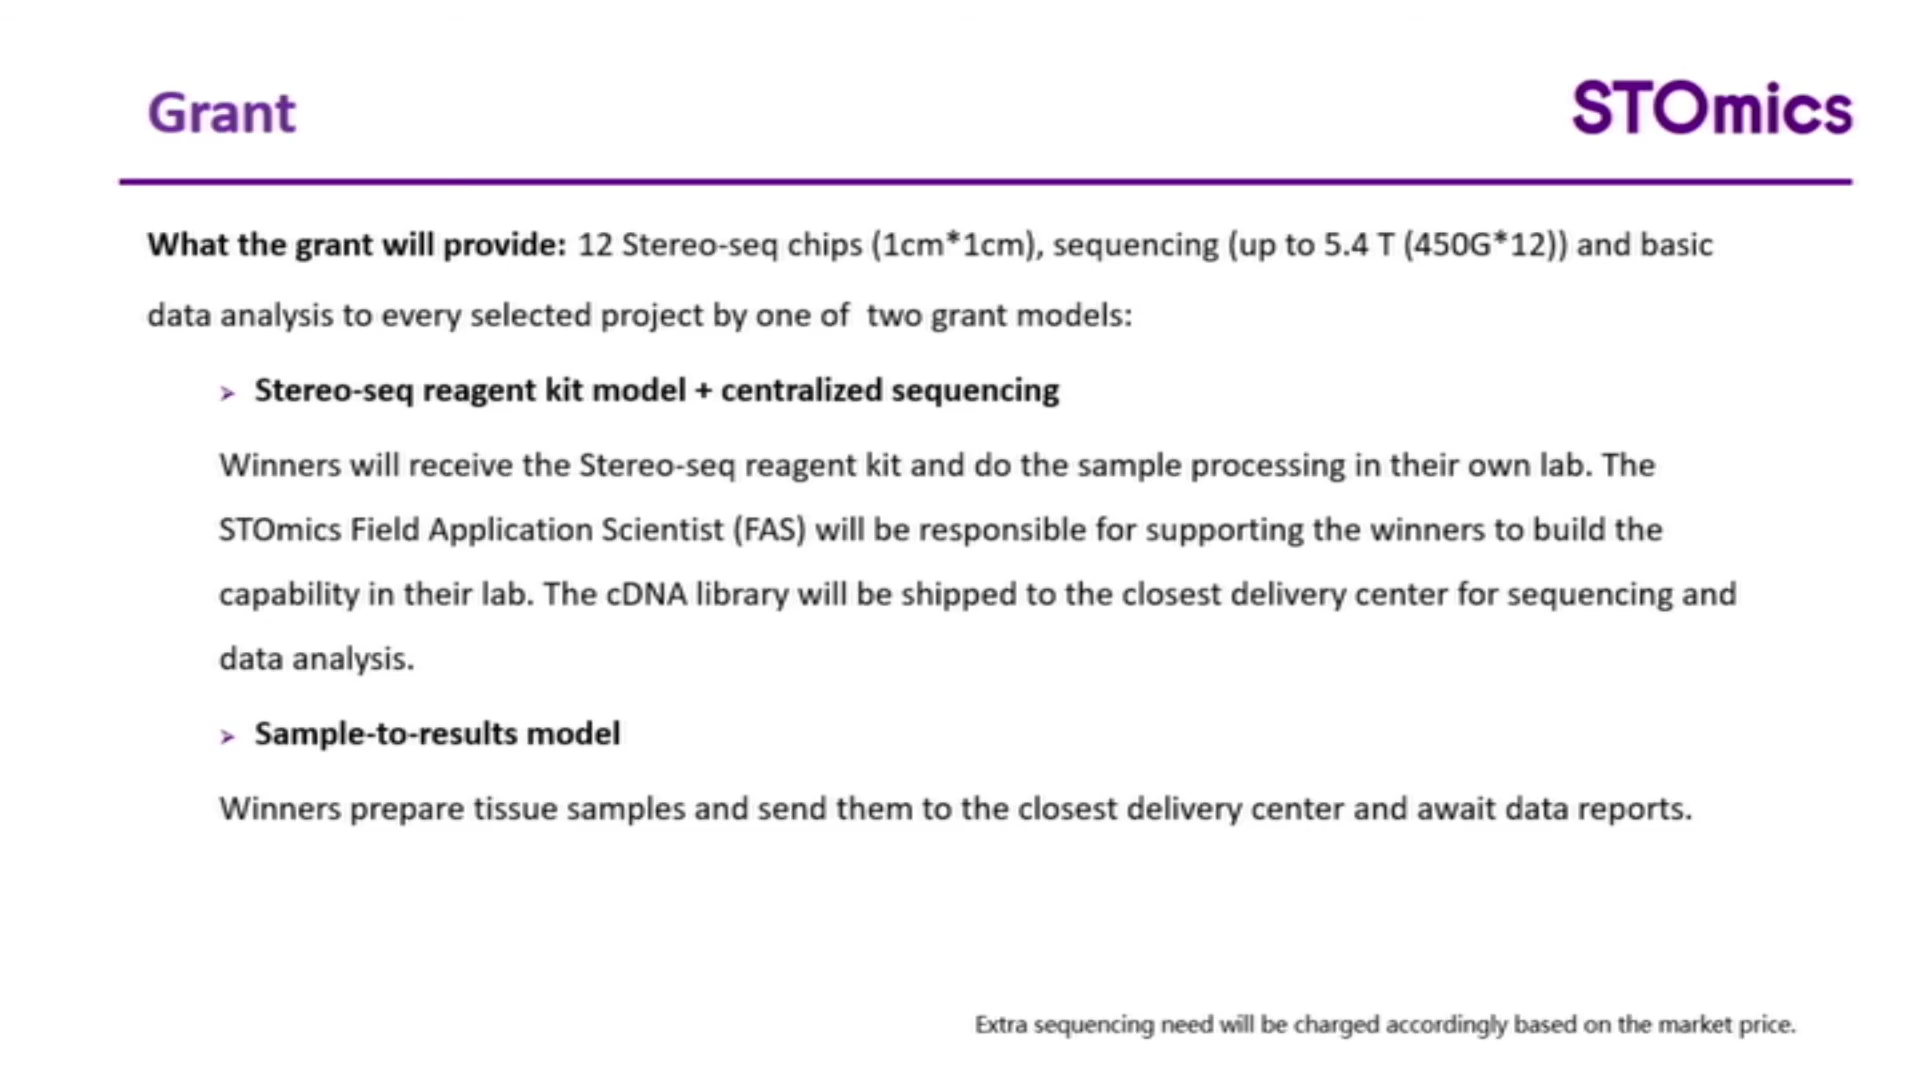 Grant
STOmics
What the grant will provide: 12 Stereo-seq chips (1cm*1cm), sequencing (up to 5.4 T (450G*12)) and basic
data analysis to every selected project by one of two grant models:
➢ Stereo-seq reagent kit model + centralized sequencing
Winners will receive the Stereo-seq reagent kit and do the sample processing in their own lab. The
STOmics Field Application Scientist (FAS) will be responsible for supporting the winners to build the
capability in their lab. The cDNA library will be shipped to the closest delivery center for sequencing and
data analysis.
➢ Sample-to-results model
Winners prepare tissue samples and send them to the closest delivery center and await data reports.
Extra sequencing need will be charged accordingly based on the market price.